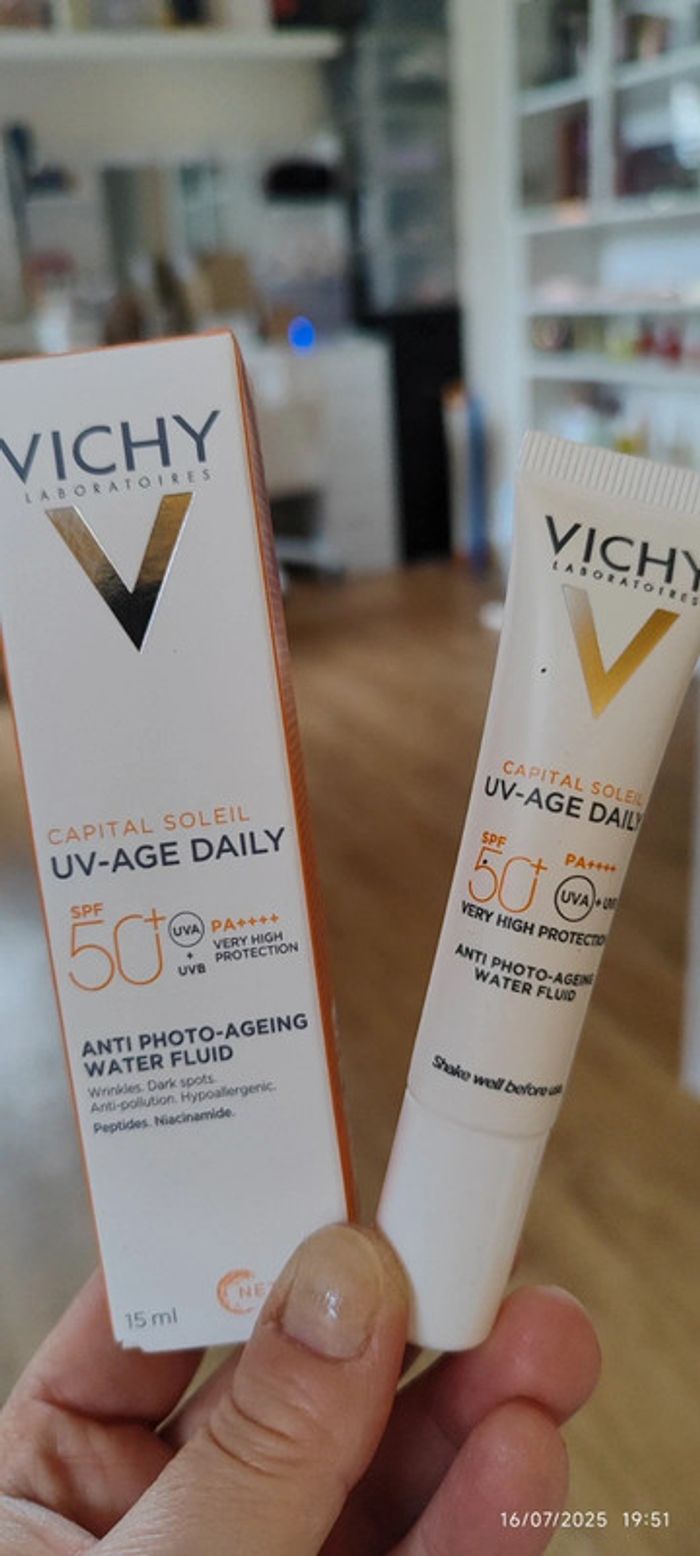 VICHY
LABORATOIRES
CAPITAL SOLEIL
UV-AGE DAILY
SPF
50+
UVA
+
UVB
PA++++
VERY HIGH
PROTECTION
ANTI PHOTO-AGEING
WATER FLUID
Wrinkles. Dark spots.
Anti-pollution. Hypoallergenic.
Peptides. Niacinamide.
15 ml
VICHY
LABORATOIRES
CAPITAL SOLEIL
UV-AGE DAILY
SPF
50+
PA++++
UVA + UV
VERY HIGH PROTECTION
ANTI PHOTO-AGEING
WATER FLUID
Shake well before
16/07/2025 19:51